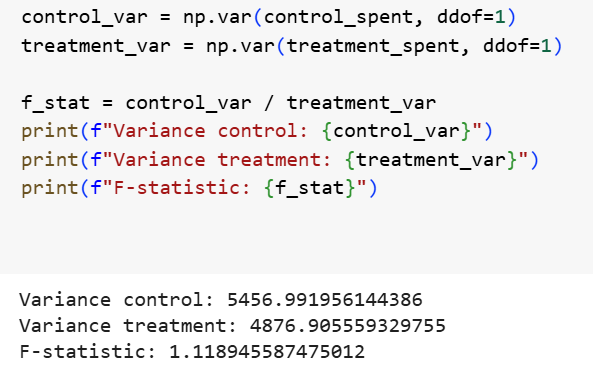 control_var = np.var(control_spent, ddof=1)
treatment_var = np.var(treatment_spent, ddof=1)
f_stat = control_var / treatment_var
print(f"Variance control: {control_var}")
print(f"Variance treatment: {treatment_var}")
print(f"F-statistic: {f_stat}")
Variance control: 5456.991956144386
Variance treatment: 4876.905559329755
F-statistic: 1.118945587475012